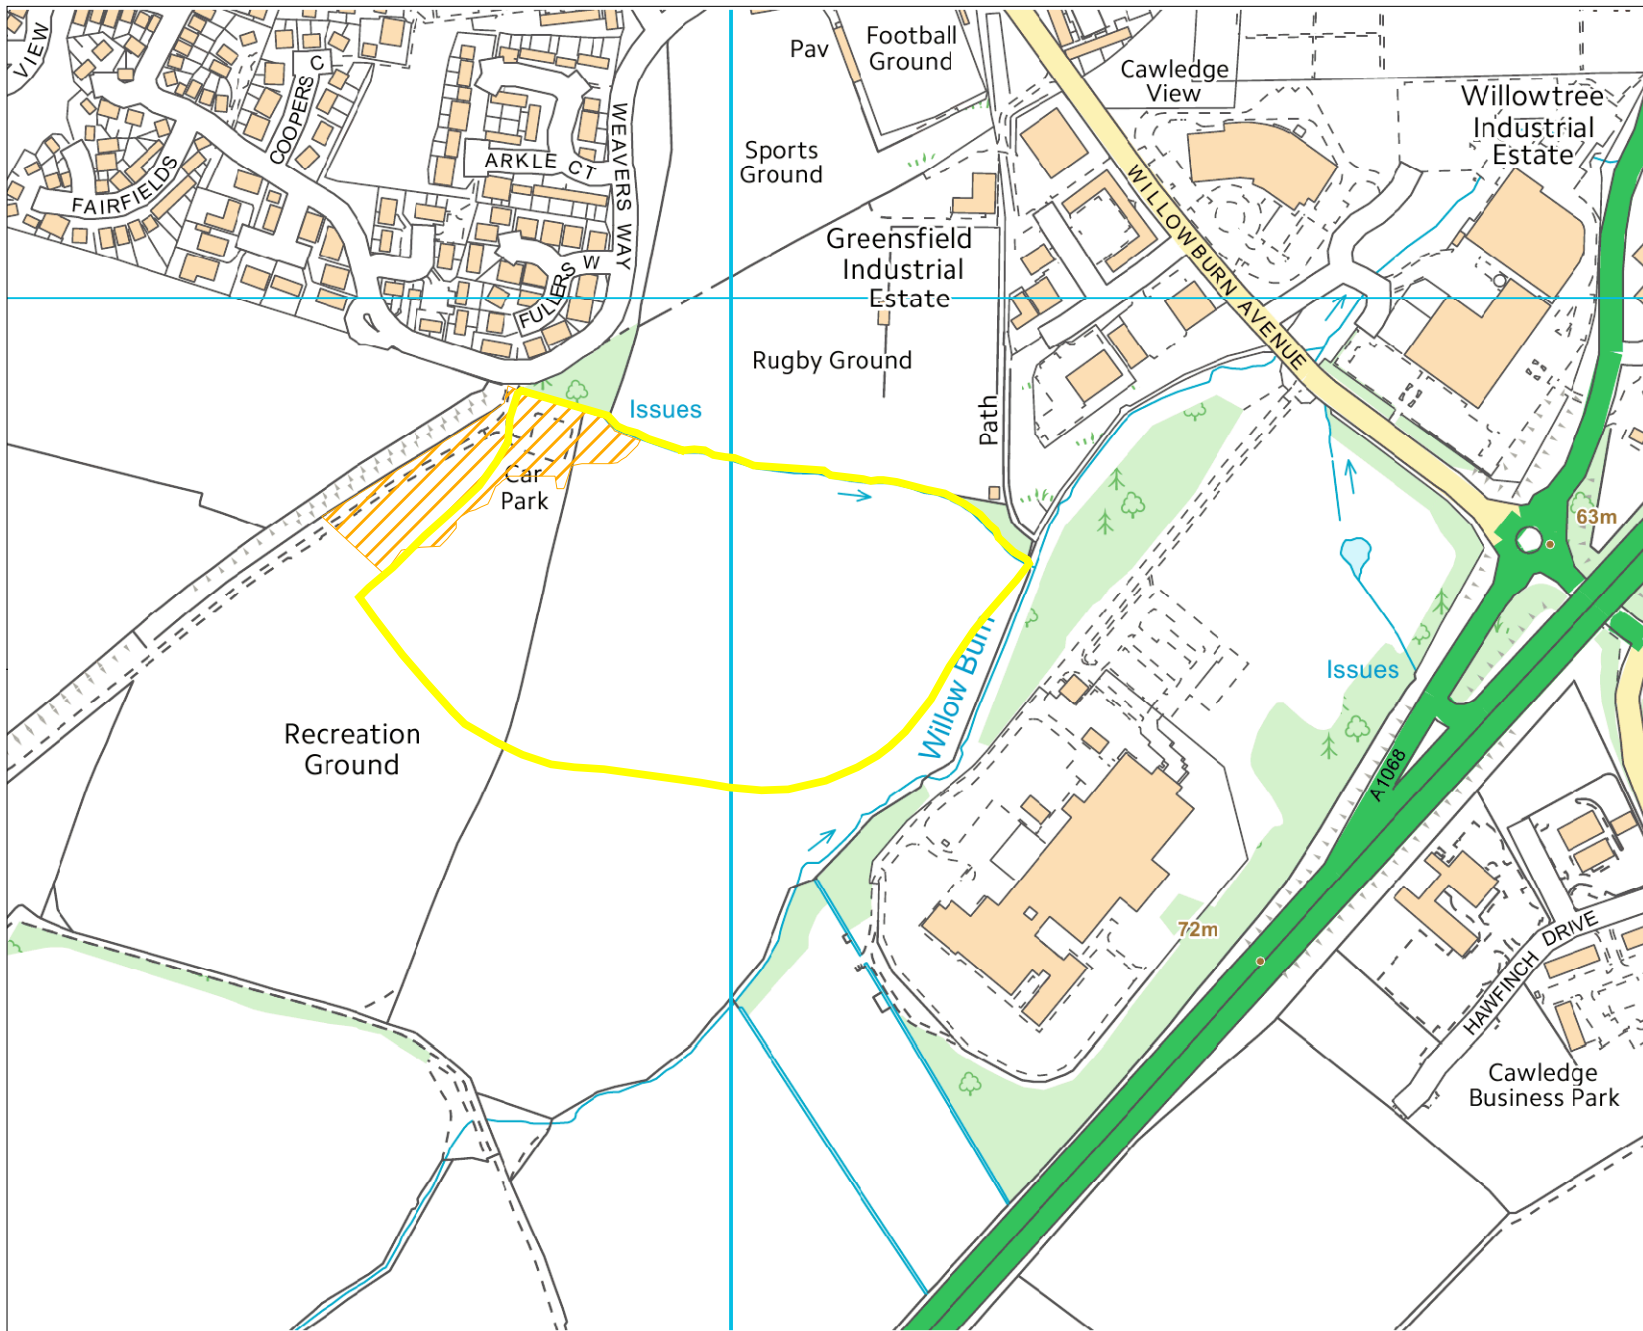 VIEW
COOPERS C
FAIRFIELDS
ARKLE CT
WEAVERS WAY
FULLERS W
Pav
Football
Ground
Sports
Ground
Cawledge
View
Willowtree
Industrial
Estate
WILLOWBURN AVENUE
Greensfield
Industrial
Estate
Rugby Ground
Path
Issues
Car
Park
63m
Willow Burn
Issues
Recreation
Ground
A1068
72m
HAWFINCH DRIVE
Cawledge
Business Park